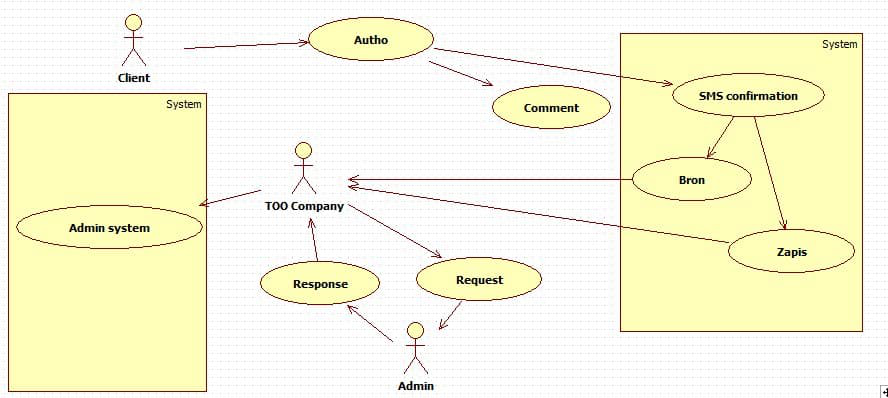 Autho
System
Client
SMS confirmation
System
Comment
Bron
TOO Company
Admin system
Zapis
Response
Request
Admin